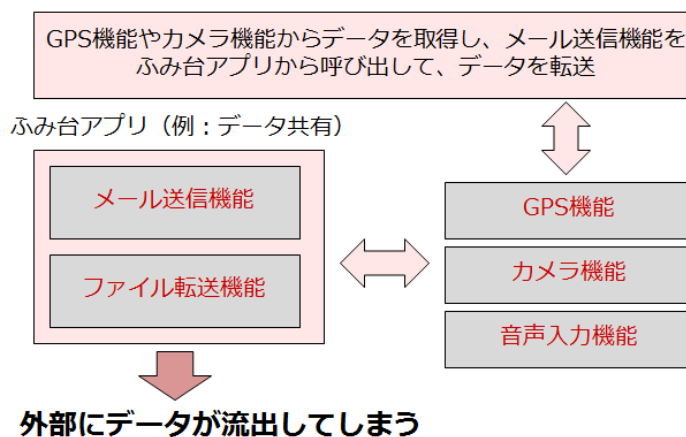 GPS機能やカメラ機能からデータを取得し、メール送信機能を
ふみ台アプリから呼び出して、データを転送
ふみ台アプリ（例：データ共有）
メール送信機能
ファイル転送機能
GPS機能
カメラ機能
音声入力機能
外部にデータが流出してしまう